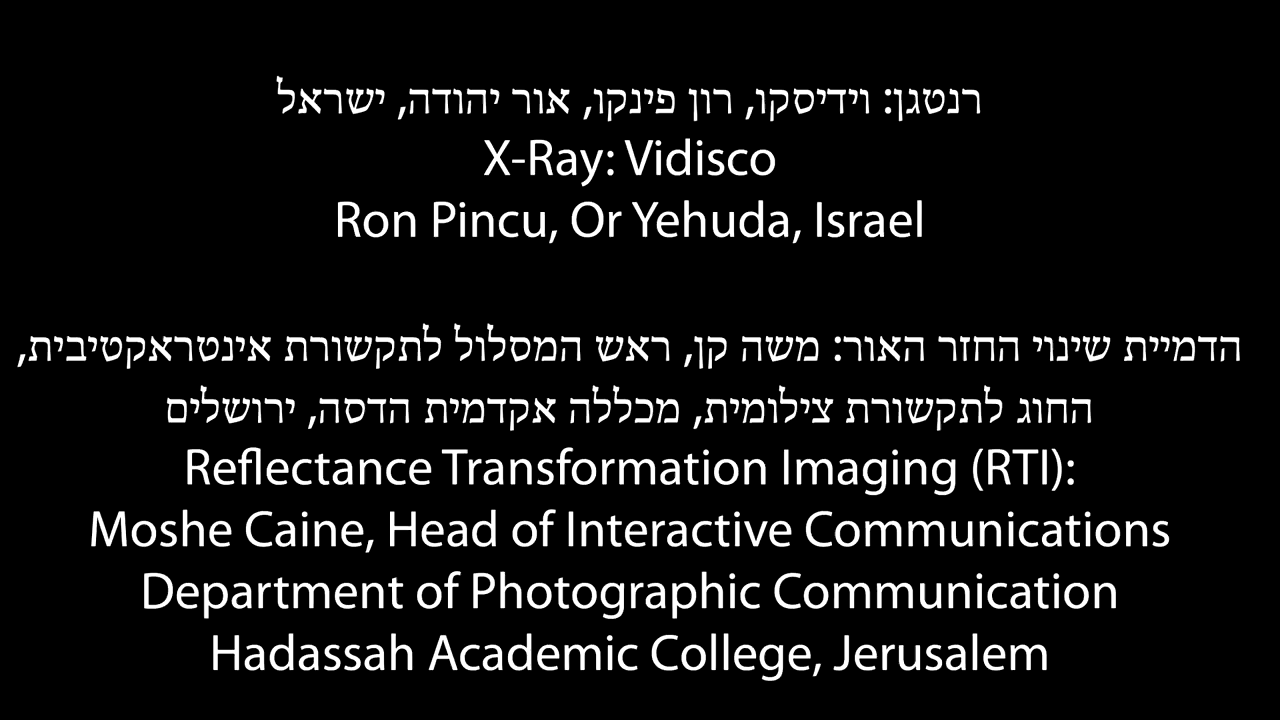 רנטגן: וידיסקו, רון פינקו, אור יהודה, ישראל
X-Ray: Vidisco
Ron Pincu, Or Yehuda, Israel
הדמיית שינוי החזר האור: משה קן, ראש המסלול לתקשורת אינטראקטיבית,
החוג לתקשורת צילומית, מכללה אקדמית הדסה, ירושלים
Reflectance Transformation Imaging (RTI):
Moshe Caine, Head of Interactive Communications
Department of Photographic Communication
Hadassah Academic College, Jerusalem